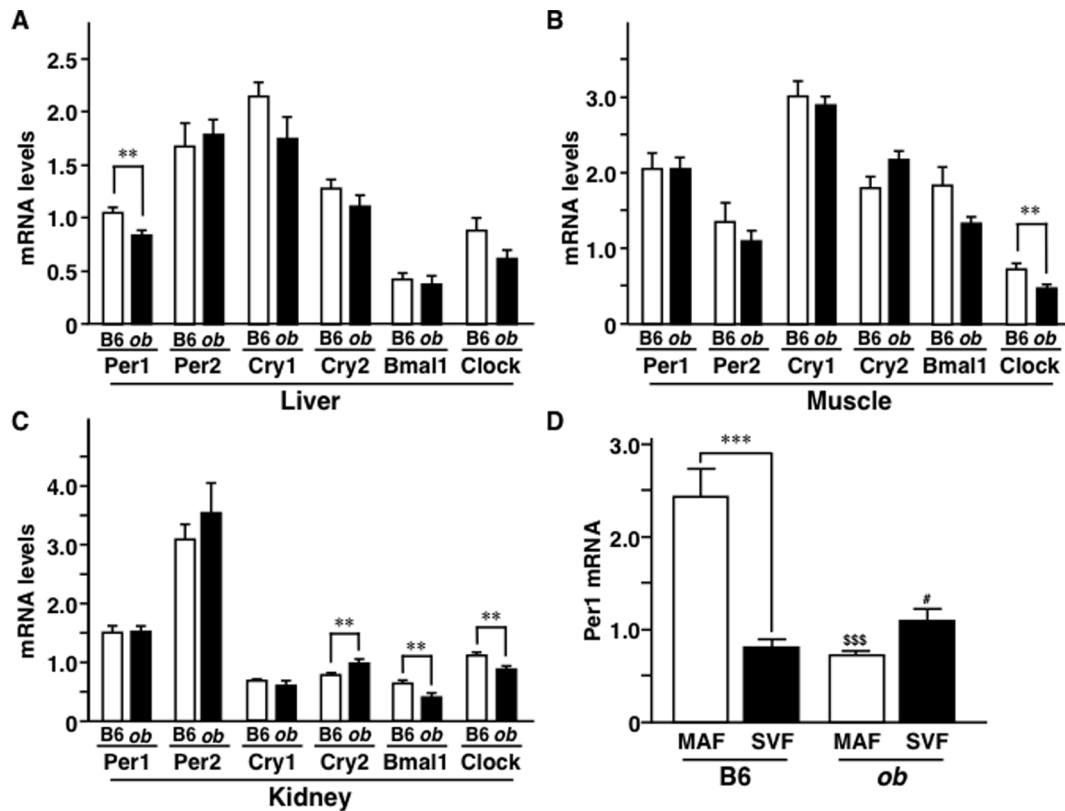 A
mRNA levels
2.5
2.0
1.5
1.0
0.5
0
**
B6 ob B6 ob B6 ob B6 ob B6 ob B6 ob
Per1 Per2 Cry1 Cry2 Bmal1 Clock
Liver
B
mRNA levels
3.0
2.0
1.0
0
**
B6 ob B6 ob B6 ob B6 ob B6 ob B6 ob
Per1 Per2 Cry1 Cry2 Bmal1 Clock
Muscle
C
mRNA levels
4.0
3.0
2.0
1.0
0
** ** **
B6 ob B6 ob B6 ob B6 ob B6 ob B6 ob
Per1 Per2 Cry1 Cry2 Bmal1 Clock
Kidney
D
Per1 mRNA
3.0
2.0
1.0
0
***
$$$
#
MAF SVF MAF SVF
B6 ob